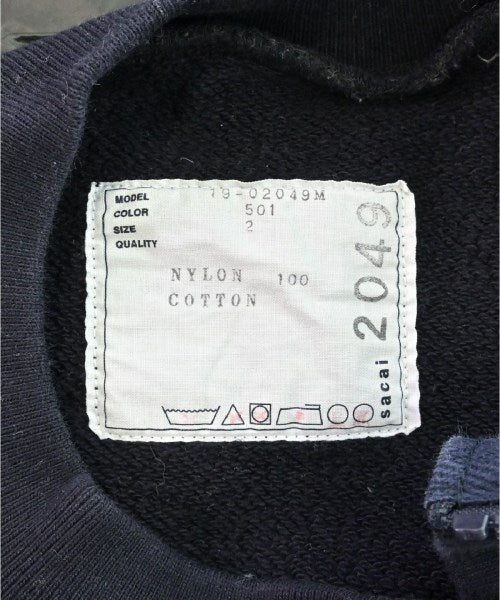 MODEL 19-02049M
COLOR 501
SIZE 2
QUALITY
NYLON 100
COTTON
sacai 2049